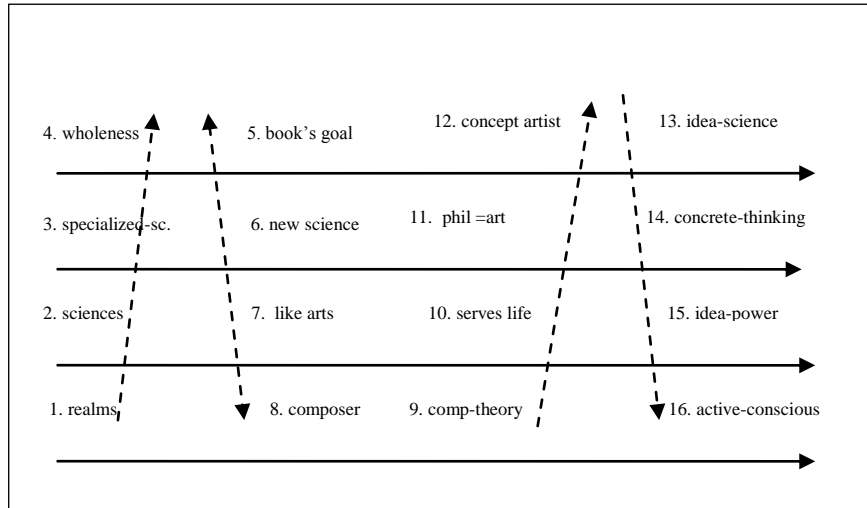 4. wholeness
5. book's goal
12. concept artist
13. idea-science
3. specialized-sc.
6. new science
11. phil =art
14. concrete-thinking
2. sciences
7. like arts
10. serves life
15. idea-power
1. realms
8. composer
9. comp-theory
16. active-conscious